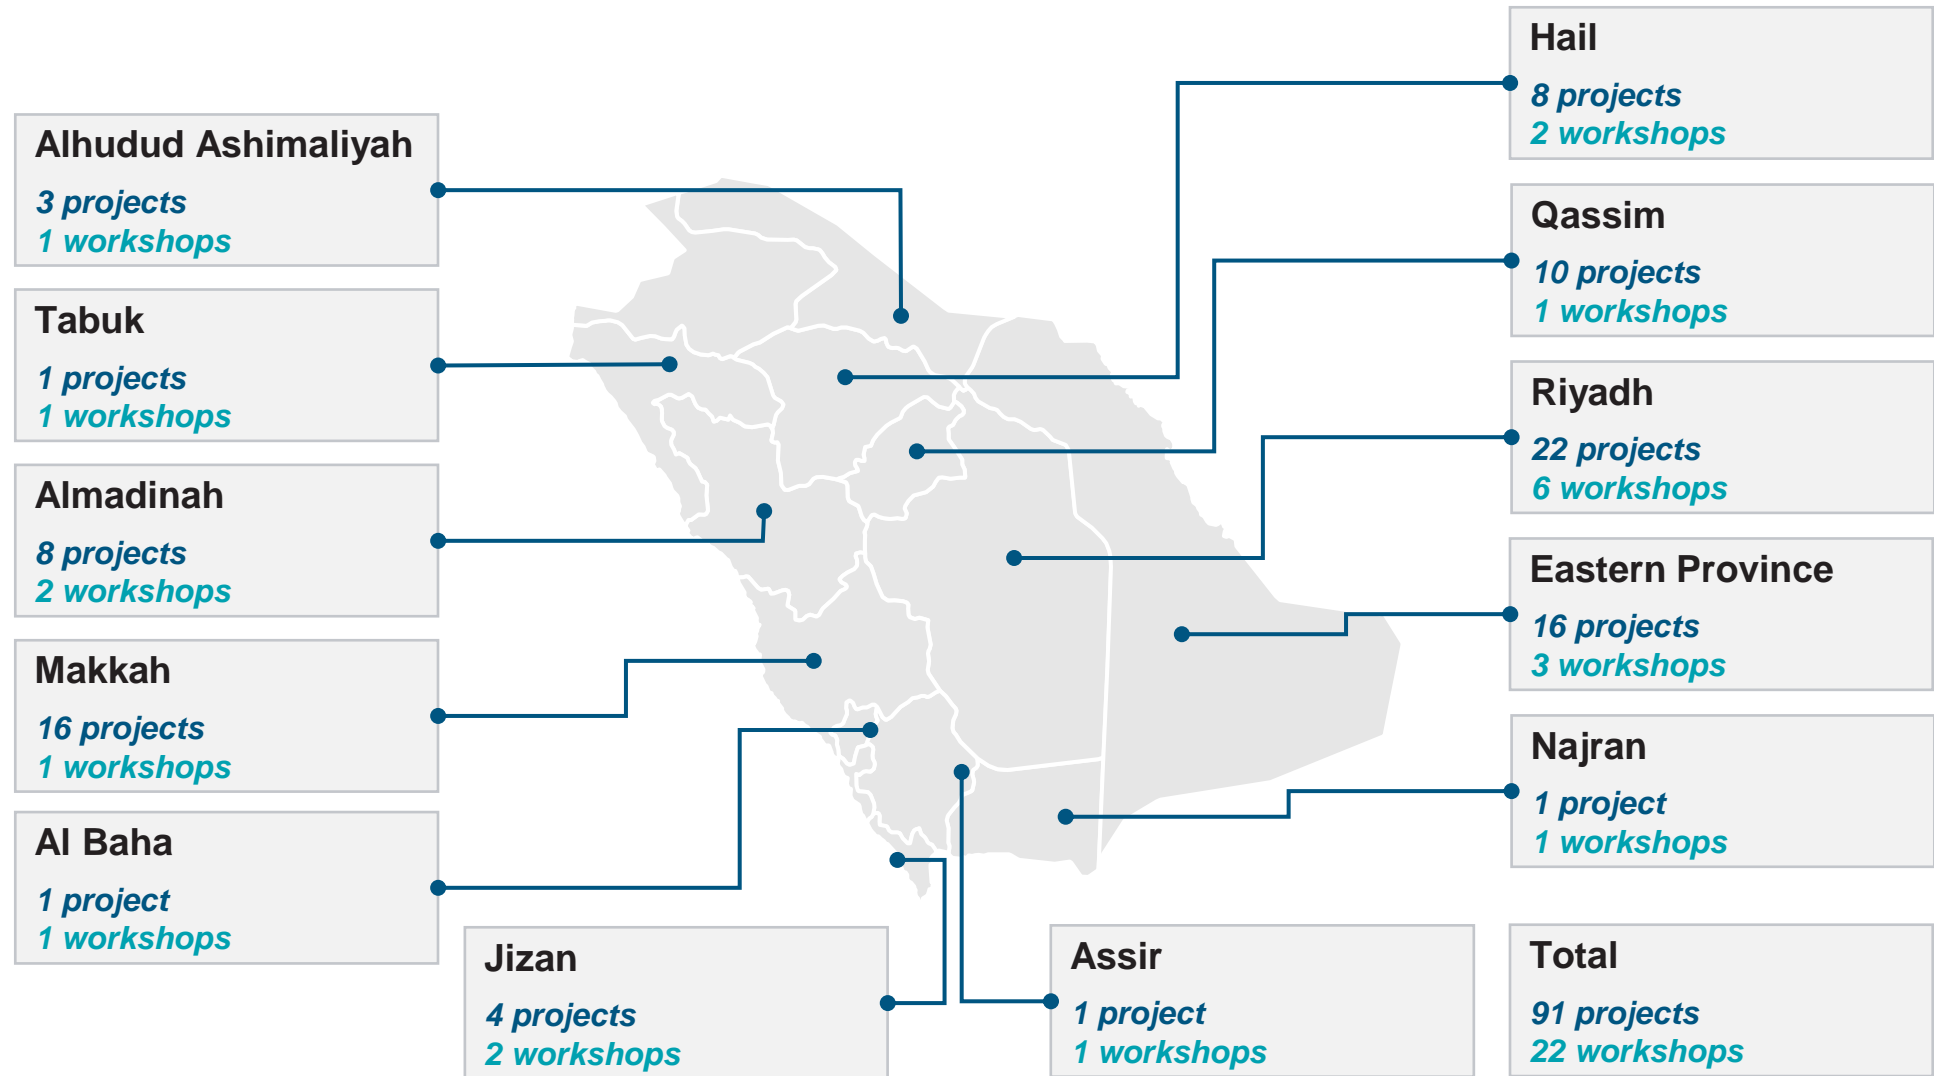 Alhudud Ashimaliyah
3 projects
1 workshops
Tabuk
1 projects
1 workshops
Almadinah
8 projects
2 workshops
Makkah
16 projects
1 workshops
Al Baha
1 project
1 workshops
Jizan
4 projects
2 workshops
Assir
1 project
1 workshops
Hail
8 projects
2 workshops
Qassim
10 projects
1 workshops
Riyadh
22 projects
6 workshops
Eastern Province
16 projects
3 workshops
Najran
1 project
1 workshops
Total
91 projects
22 workshops